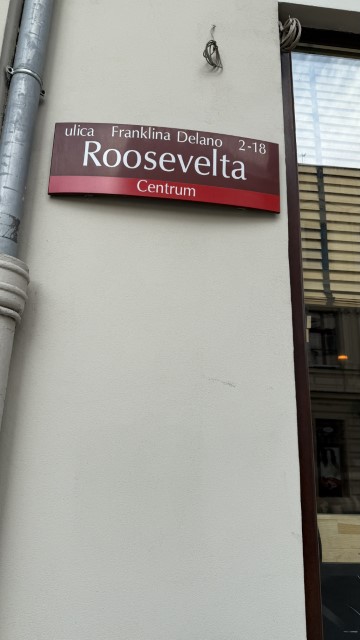 ulica Franklina Delano 2-18
Roosevelta
Centrum